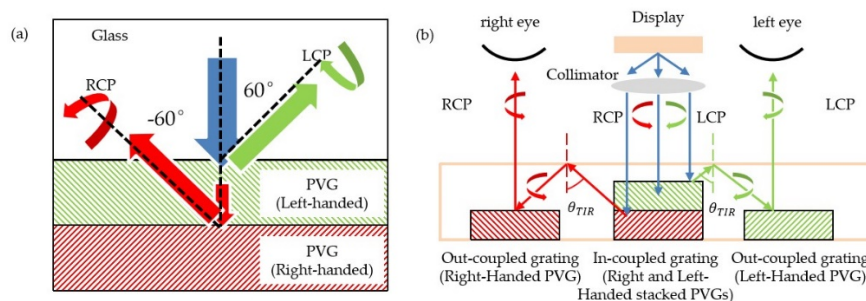 (a)
Glass
RCP
-60°
60°
LCP
PVG
(Left-handed)
PVG
(Right-handed)
(b)
right eye
Display
left eye
Collimator
RCP
RCP
LCP
LCP
θTIR
θTIR
Out-coupled grating
(Right-Handed PVG)
In-coupled grating
(Right and Left-
Handed stacked PVGs)
Out-coupled grating
(Left-Handed PVG)